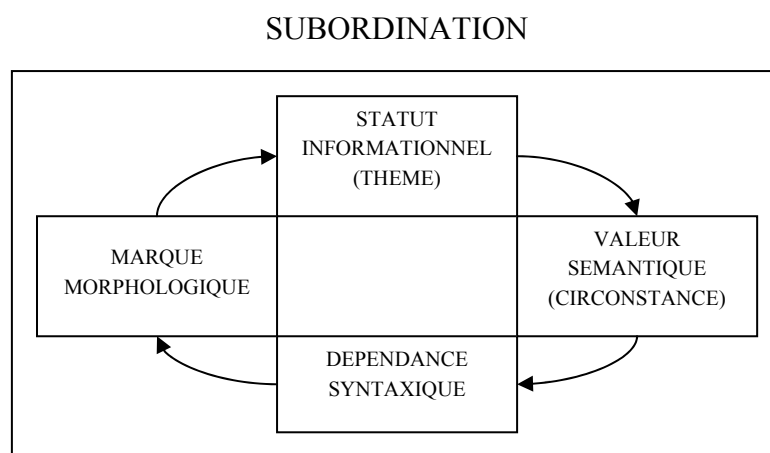 SUBORDINATION
STATUT
INFORMATIONNEL
(THEME)
MARQUE
MORPHOLOGIQUE
VALEUR
SEMANTIQUE
(CIRCONSTANCE)
DEPENDANCE
SYNTAXIQUE